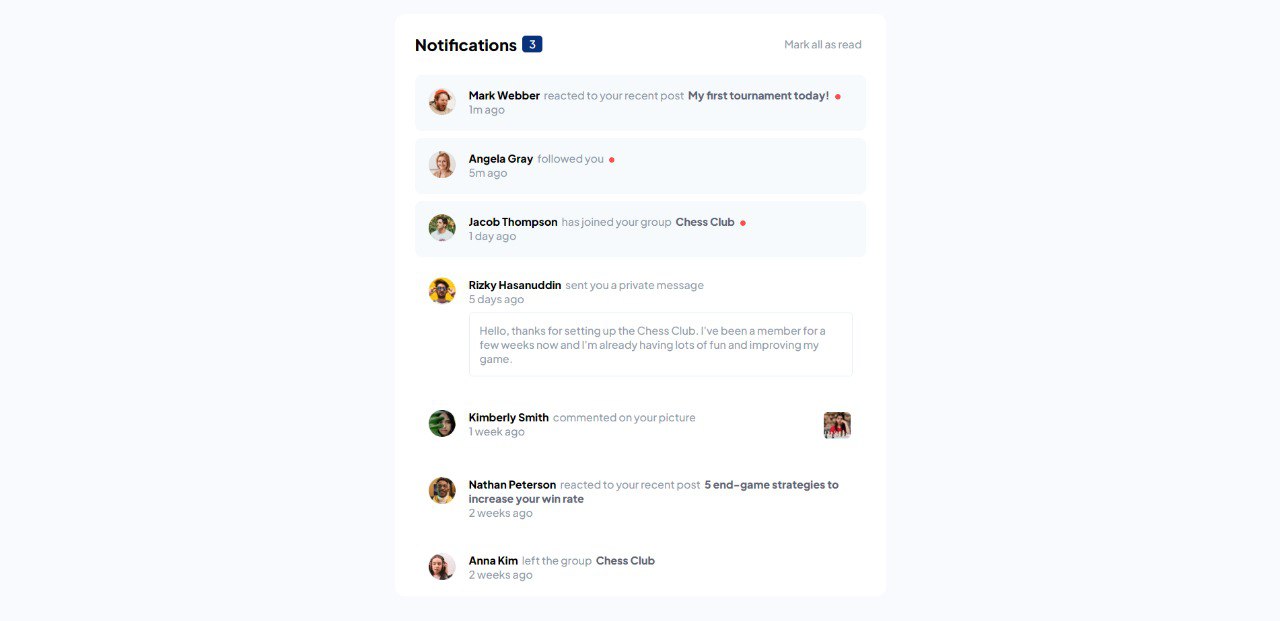 Notifications 3
Mark all as read
Mark Webber reacted to your recent post My first tournament today!
1m ago
Angela Gray followed you
5m ago
Jacob Thompson has joined your group Chess Club
1 day ago
Rizky Hasanuddin sent you a private message
5 days ago
Hello, thanks for setting up the Chess Club. I've been a member for a
few weeks now and I'm already having lots of fun and improving my
game.
Kimberly Smith commented on your picture
1 week ago
Nathan Peterson reacted to your recent post 5 end-game strategies to
increase your win rate
2 weeks ago
Anna Kim left the group Chess Club
2 weeks ago